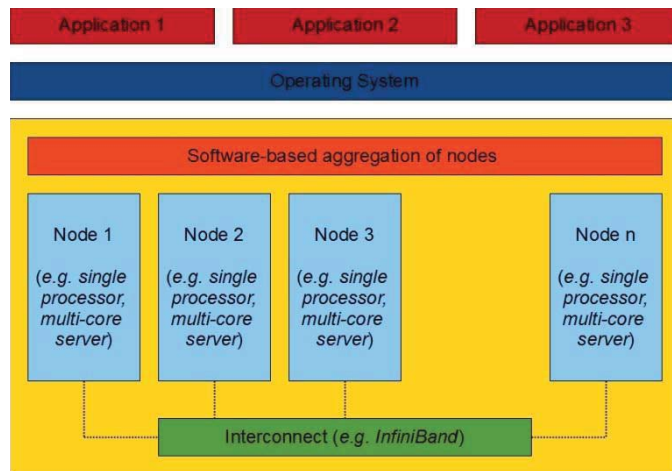 Application 1
Application 2
Application 3
Operating System
Software-based aggregation of nodes
Node 1
(e.g. single
processor,
multi-core
server)
Node 2
(e.g. single
processor,
multi-core
server)
Node 3
(e.g. single
processor,
multi-core
server)
Node n
(e.g. single
processor,
multi-core
server)
Interconnect (e.g. InfiniBand)